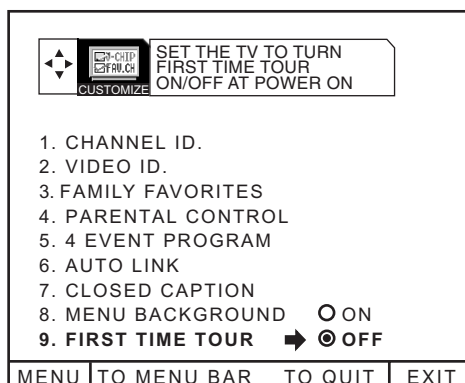 V-CHIP
FAV.CH
CUSTOMIZE
SET THE TV TO TURN
FIRST TIME TOUR
ON/OFF AT POWER ON
1. CHANNEL ID.
2. VIDEO ID.
3. FAMILY FAVORITES
4. PARENTAL CONTROL
5. 4 EVENT PROGRAM
6. AUTO LINK
7. CLOSED CAPTION
8. MENU BACKGROUND ON
9. FIRST TIME TOUR OFF
MENU TO MENU BAR TO QUIT EXIT